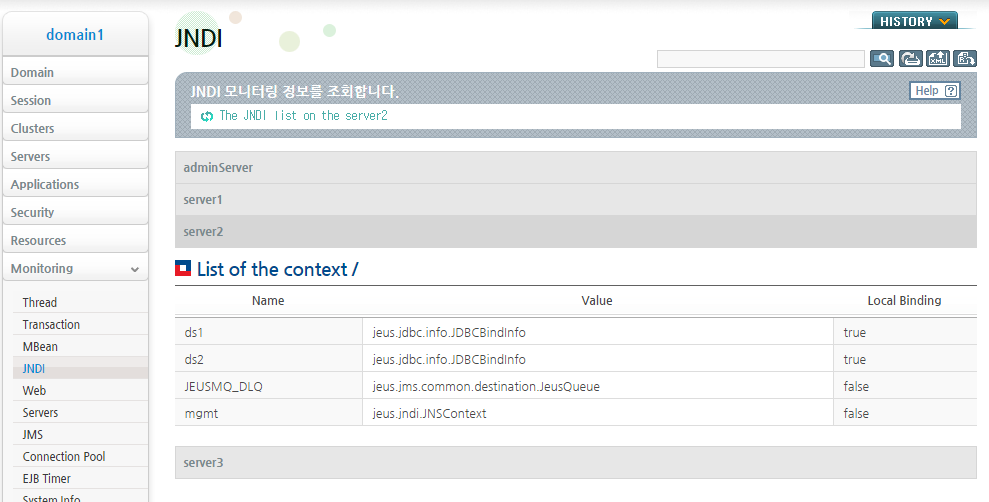 domain1
Domain
Session
Clusters
Servers
Applications
Security
Resources
Monitoring
Thread
Transaction
MBean
JNDI
Web
Servers
JMS
Connection Pool
EJB Timer
System Info
JNDI
HISTORY
XML
JNDI 모니터링 정보를 조회합니다.
Help ?
The JNDI list on the server2
adminServer
server1
server2
List of the context /
Name Value Local Binding
ds1 jeus.jdbc.info.JDBCBindInfo true
ds2 jeus.jdbc.info.JDBCBindInfo true
JEUSMQ_DLQ jeus.jms.common.destination.JeusQueue false
mgmt jeus.jndi.JNSContext false
server3